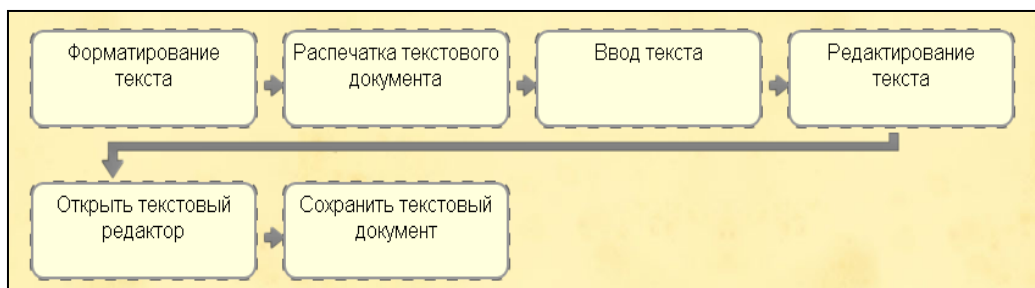 Форматирование
текста
Распечатка текстового
документа
Ввод текста
Редактирование
текста
Открыть текстовый
редактор
Сохранить текстовый
документ